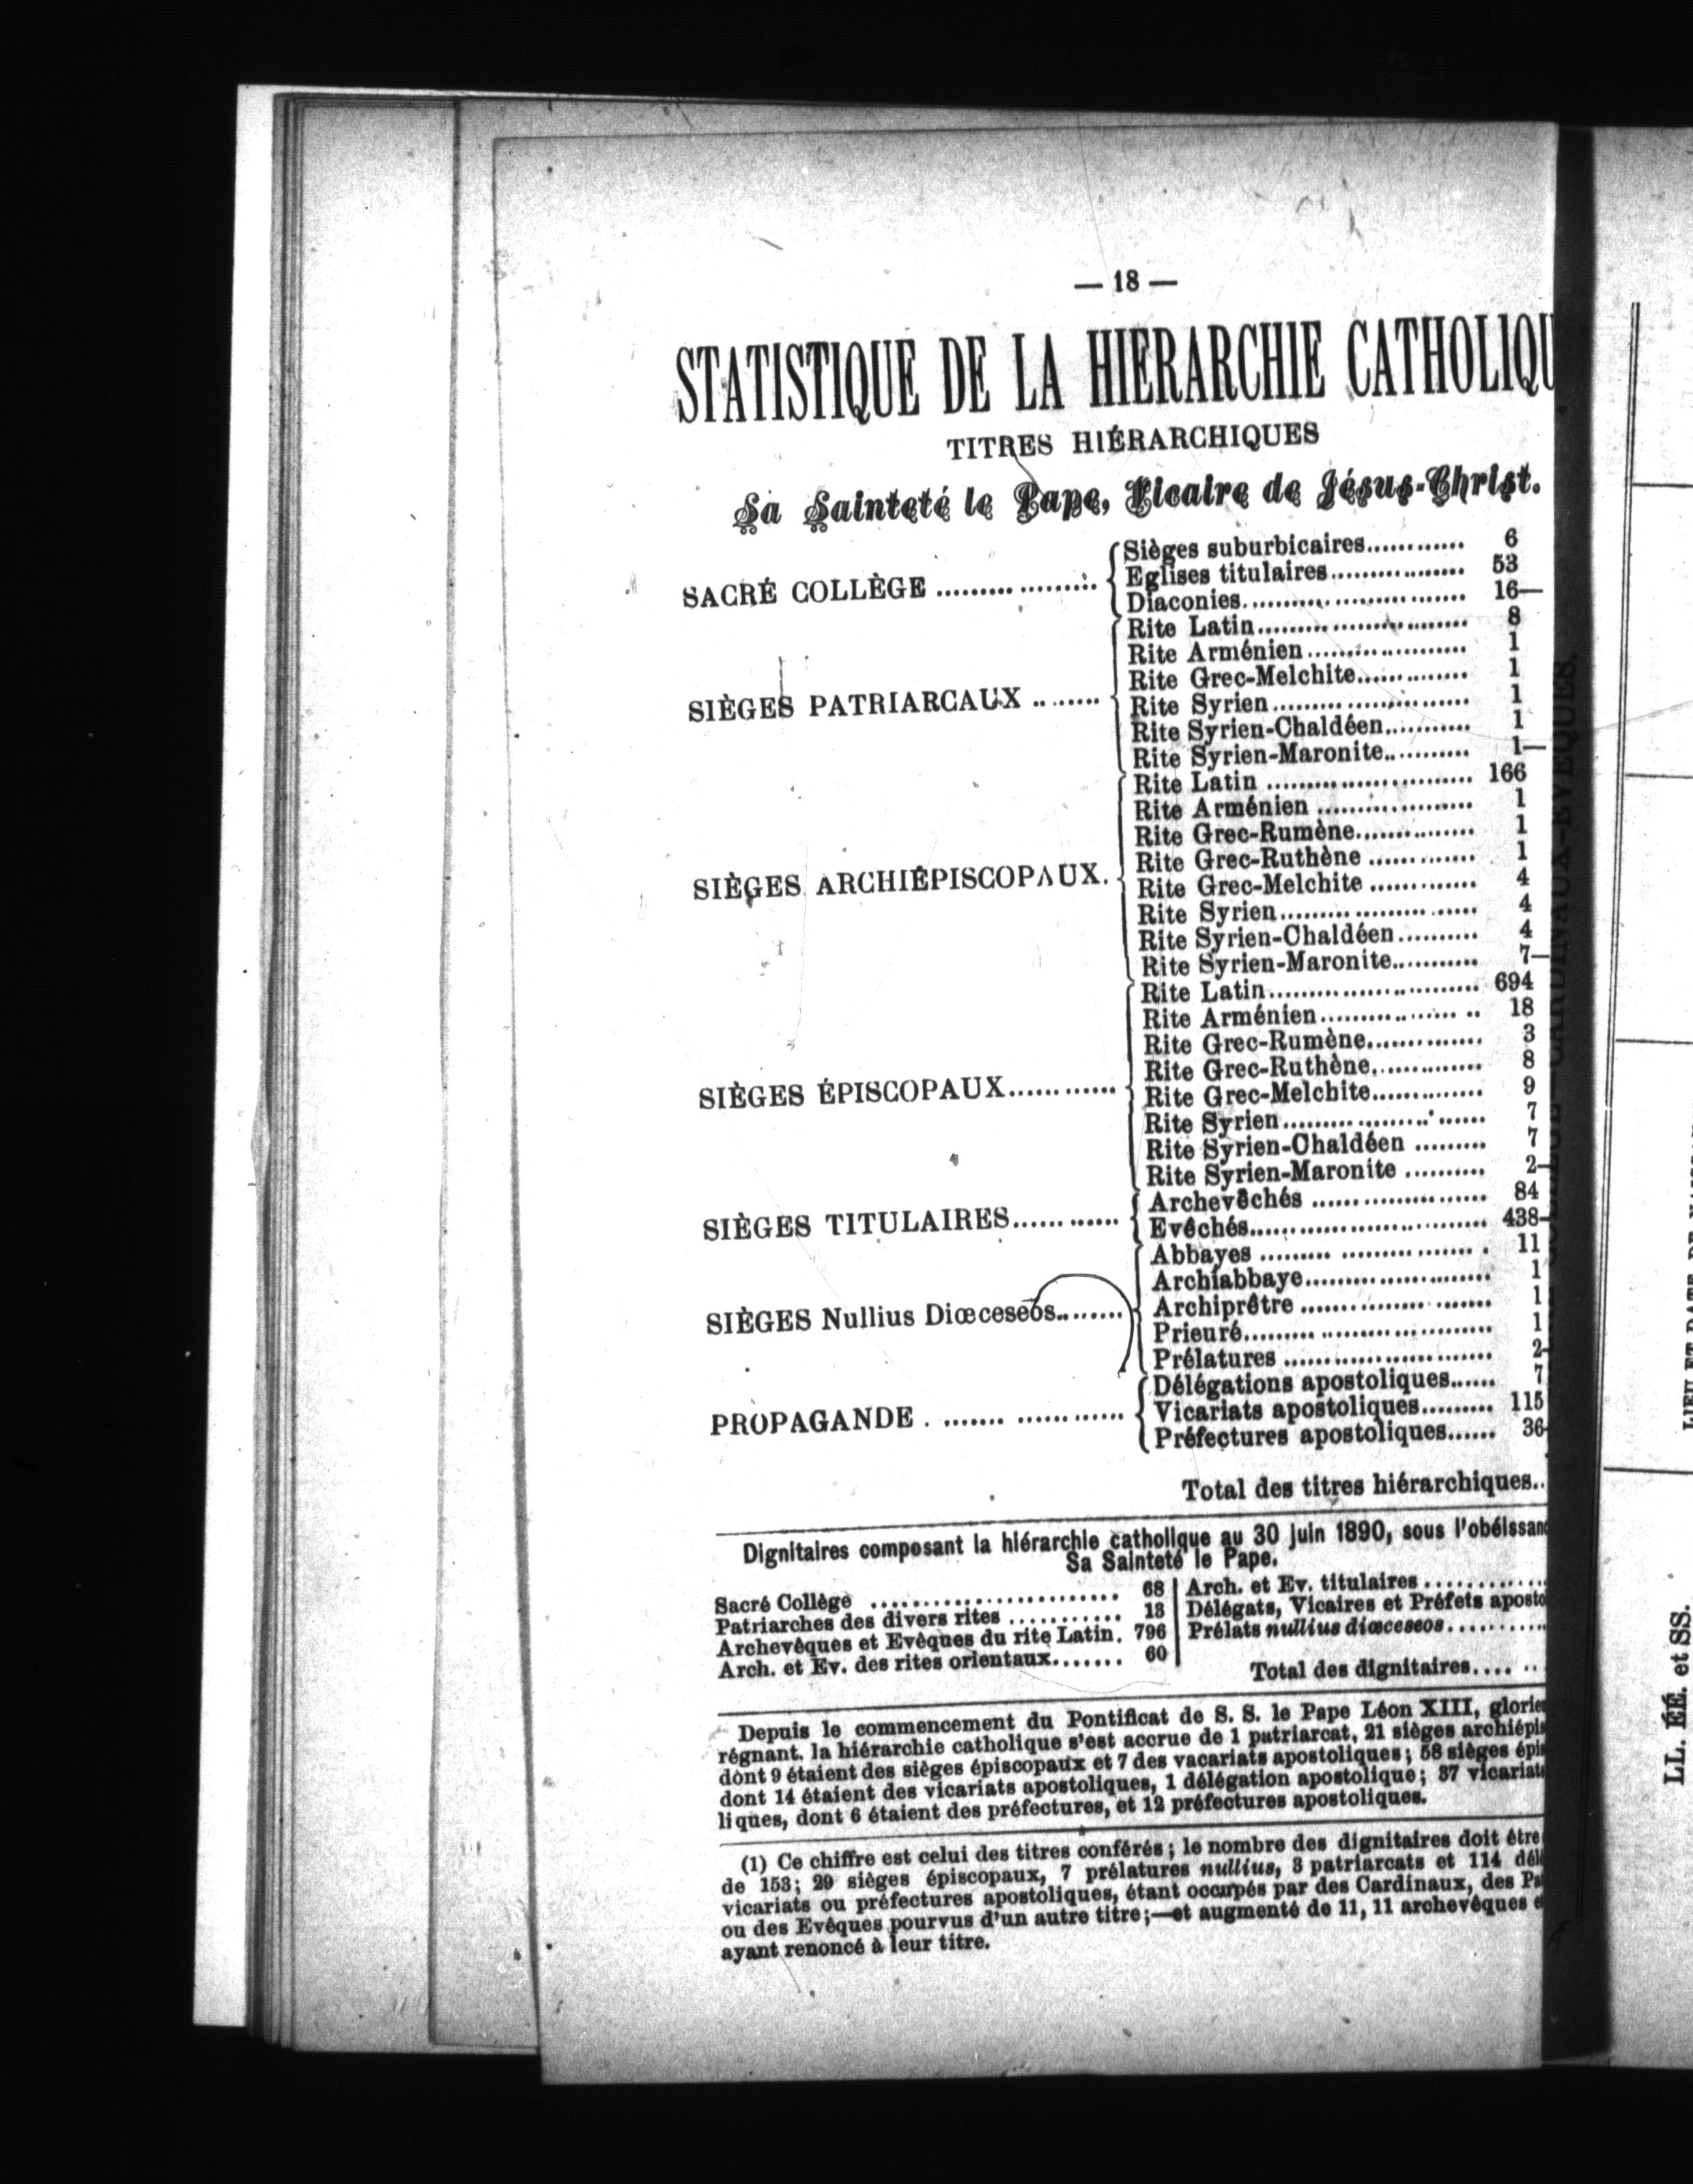 — 18 —
STATISTIQUE DE LA HIERARCHIE CATHOLIQU
TITRES HIÉRARCHIQUES
Sa Sainteté le Pape, Vicaire de Jésus-Christ.
SACRÉ COLLÈGE ....................
Sièges suburbicaires............ 6
Eglises titulaires................. 53
Diaconies............................ 16—
SIÈGES PATRIARCAUX ........
Rite Latin........................... 8
Rite Arménien..................... 1
Rite Grec-Melchite.............. 1
Rite Syrien......................... 1
Rite Syrien-Chaldéen........... 1
Rite Syrien-Maronite............ 1—
SIÈGES ARCHIÉPISCOPAUX.
Rite Latin .......................... 166
Rite Arménien .................... 1
Rite Grec-Rumène............... 1
Rite Grec-Ruthène ............. 1
Rite Grec-Melchite ............. 4
Rite Syrien......................... 4
Rite Syrien-Chaldéen.......... 4
Rite Syrien-Maronite........... 7—
SIÈGES ÉPISCOPAUX............
Rite Latin........................... 694
Rite Arménien.................... 18
Rite Grec-Rumène.............. 3
Rite Grec-Ruthène.............. 8
Rite Grec-Melchite.............. 9
Rite Syrien......................... 7
Rite Syrien-Chaldéen ......... 7
Rite Syrien-Maronite .......... 2-
SIÈGES TITULAIRES............
Archevêchés ...................... 84
Evêchés............................. 438-
SIÈGES Nullius Diœceseos.........
Abbayes ............................ 11
Archiabbaye....................... 1
Archiprêtre ....................... 1
Prieuré............................... 1
Prélatures .......................... 2-
PROPAGANDE . ....... ............
Délégations apostoliques...... 7
Vicariats apostoliques......... 115
Préfectures apostoliques...... 36-
Total des titres hiérarchiques..
Dignitaires composant la hiérarchie catholique au 30 juin 1890, sous l'obéissan
Sa Sainteté le Pape.
Sacré Collège ........................ 68
Patriarches des divers rites ........... 13
Archevêques et Evêques du rite Latin. 796
Arch. et Ev. des rites orientaux....... 60
Arch. et Ev. titulaires .............
Délégats, Vicaires et Préfets aposto
Prélats nullius diœceseos..........
Total des dignitaires.... ..
Depuis le commencement du Pontificat de S. S. le Pape Léon XIII, glorie
régnant, la hiérarchie catholique s'est accrue de 1 patriarcat, 21 sièges archiépis
dont 9 étaient des sièges épiscopaux et 7 des vacariats apostoliques; 58 sièges épis
dont 14 étaient des vicariats apostoliques, 1 délégation apostolique; 37 vicariats
liques, dont 6 étaient des préfectures, et 12 préfectures apostoliques.
(1) Ce chiffre est celui des titres conférés; le nombre des dignitaires doit être
de 153; 29 sièges épiscopaux, 7 prélatures nullius, 3 patriarcats et 114 délé
vicariats ou préfectures apostoliques, étant occupés par des Cardinaux, des Pa
ou des Evêques pourvus d'un autre titre;—et augmenté de 11, 11 archevêques e
ayant renoncé à leur titre.
LL. ÉÉ. et SS.